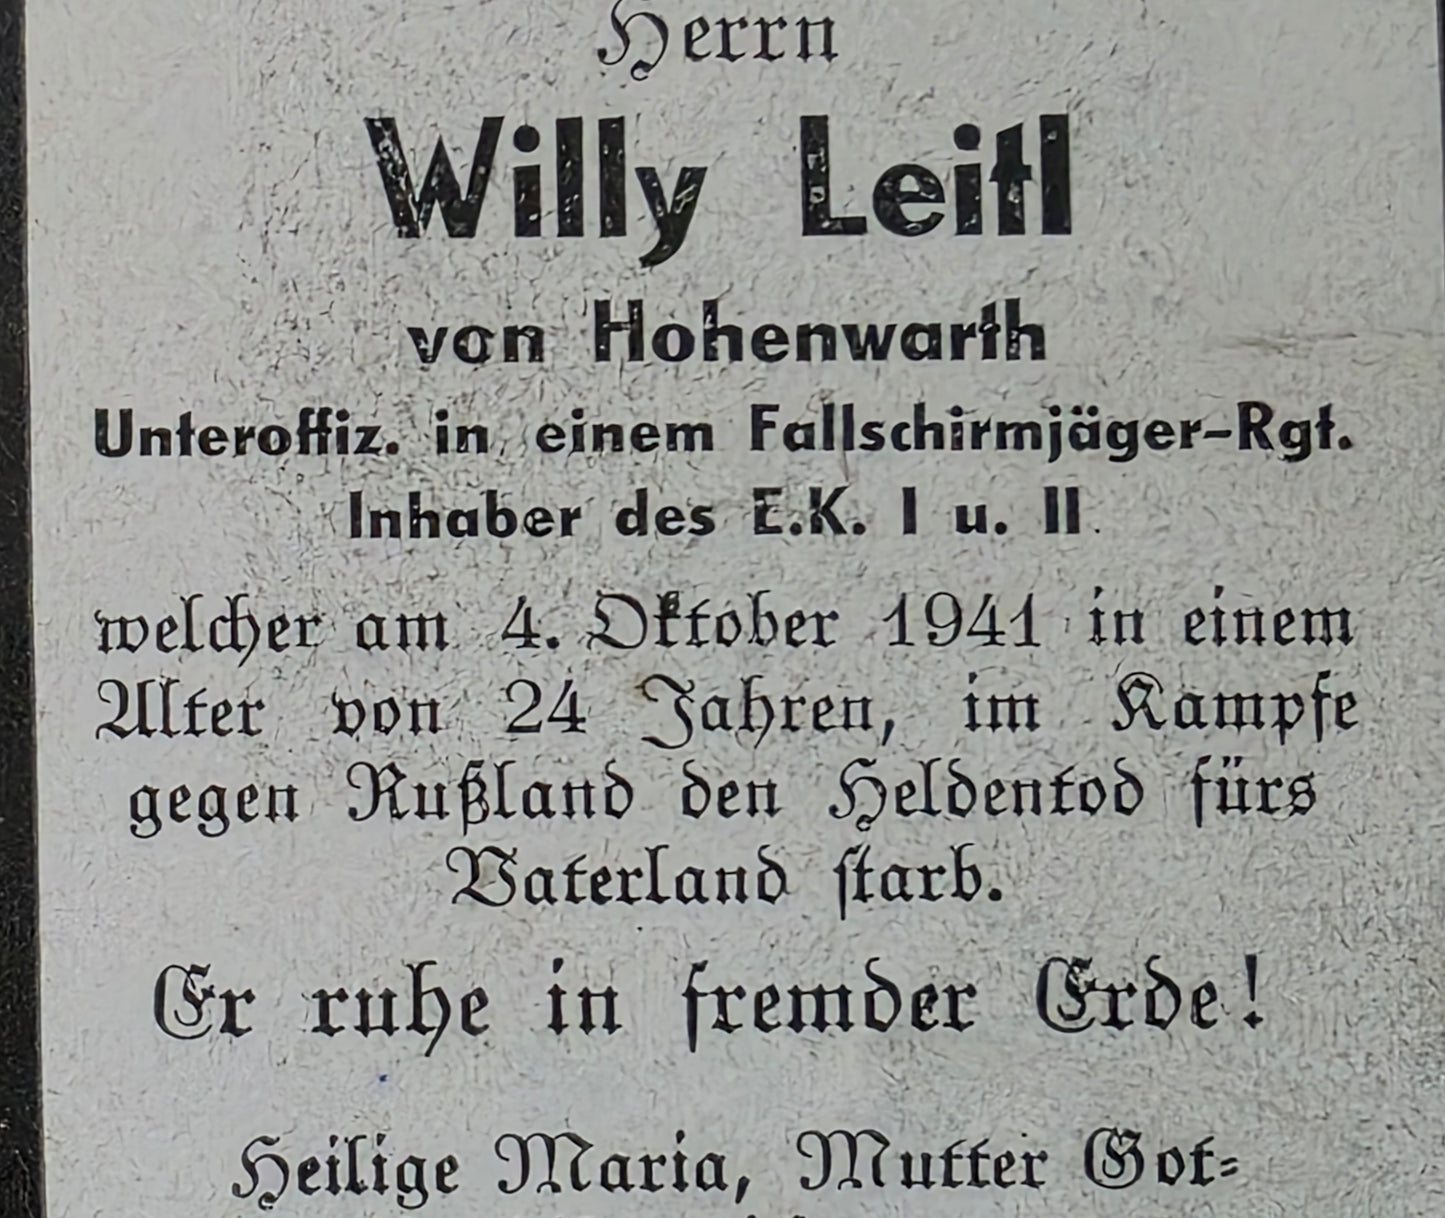 Herrn
Willy Leitl
von Hohenwarth
Unteroffiz. in einem Fallschirmjäger-Rgt.
Inhaber des E.K. I u. II.
welcher am 4. Oktober 1941 in einem
Alter von 24 Jahren, im Kampfe
gegen Rußland den Heldentod fürs
Vaterland starb.
Er ruhe in fremder Erde!
Heilige Maria, Mutter Got-